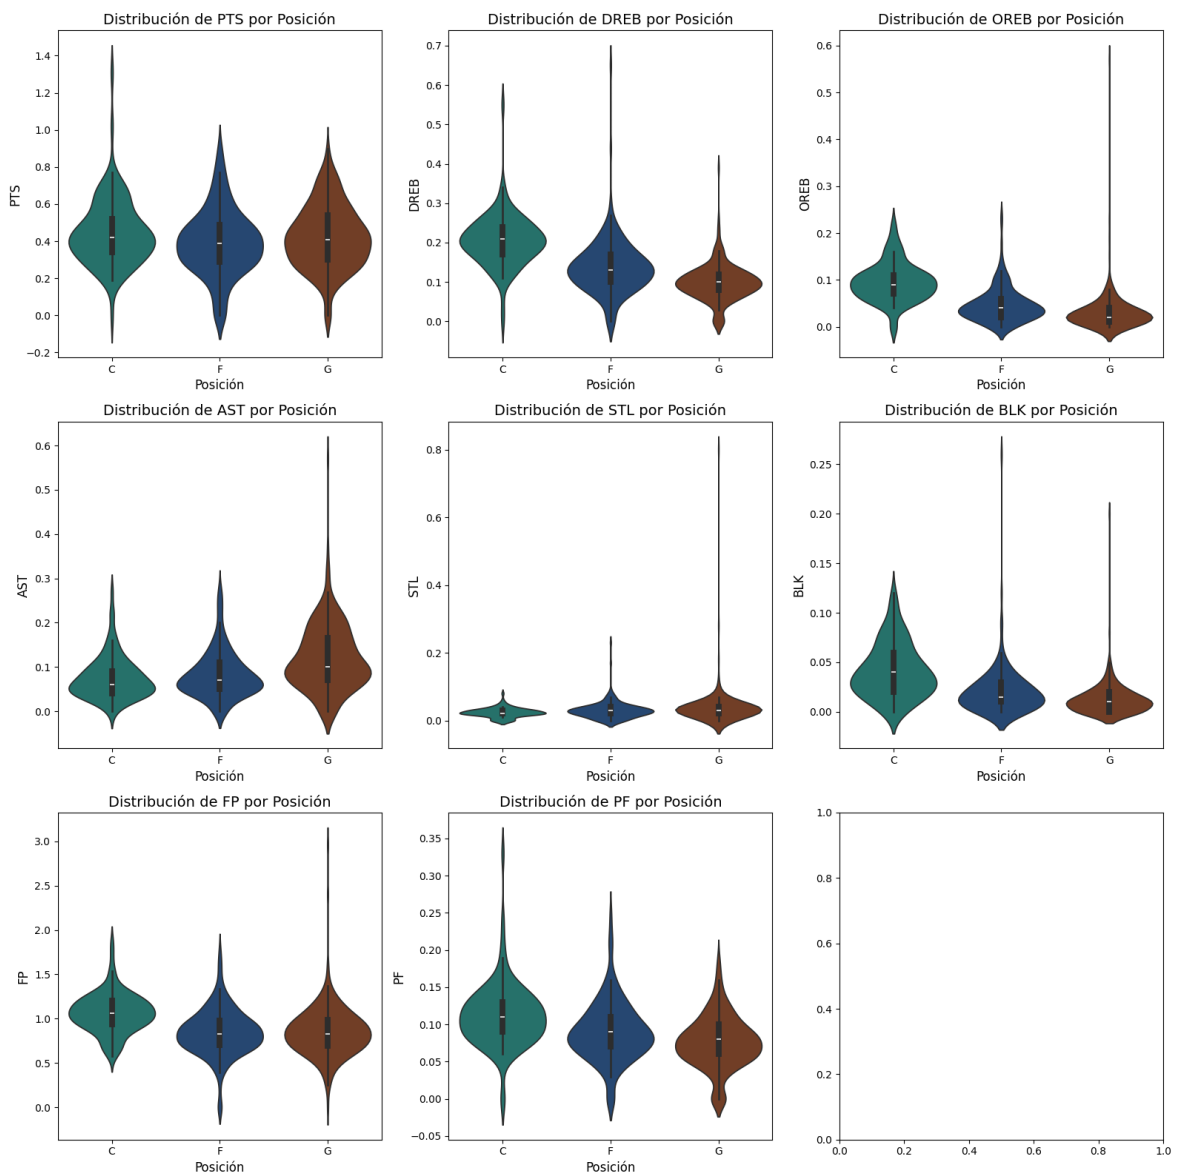 Distribución de PTS por Posición
PTS
1.4
1.2
1.0
0.8
0.6
0.4
0.2
0.0
−0.2
C F G
Posición
Distribución de DREB por Posición
DREB
0.7
0.6
0.5
0.4
0.3
0.2
0.1
0.0
C F G
Posición
Distribución de OREB por Posición
OREB
0.6
0.5
0.4
0.3
0.2
0.1
0.0
C F G
Posición
Distribución de AST por Posición
AST
0.6
0.5
0.4
0.3
0.2
0.1
0.0
C F G
Posición
Distribución de STL por Posición
STL
0.8
0.6
0.4
0.2
0.0
C F G
Posición
Distribución de BLK por Posición
BLK
0.25
0.20
0.15
0.10
0.05
0.00
C F G
Posición
Distribución de FP por Posición
FP
3.0
2.5
2.0
1.5
1.0
0.5
0.0
C F G
Posición
Distribución de PF por Posición
PF
0.35
0.30
0.25
0.20
0.15
0.10
0.05
0.00
−0.05
C F G
Posición
1.0
0.8
0.6
0.4
0.2
0.0
0.0 0.2 0.4 0.6 0.8 1.0